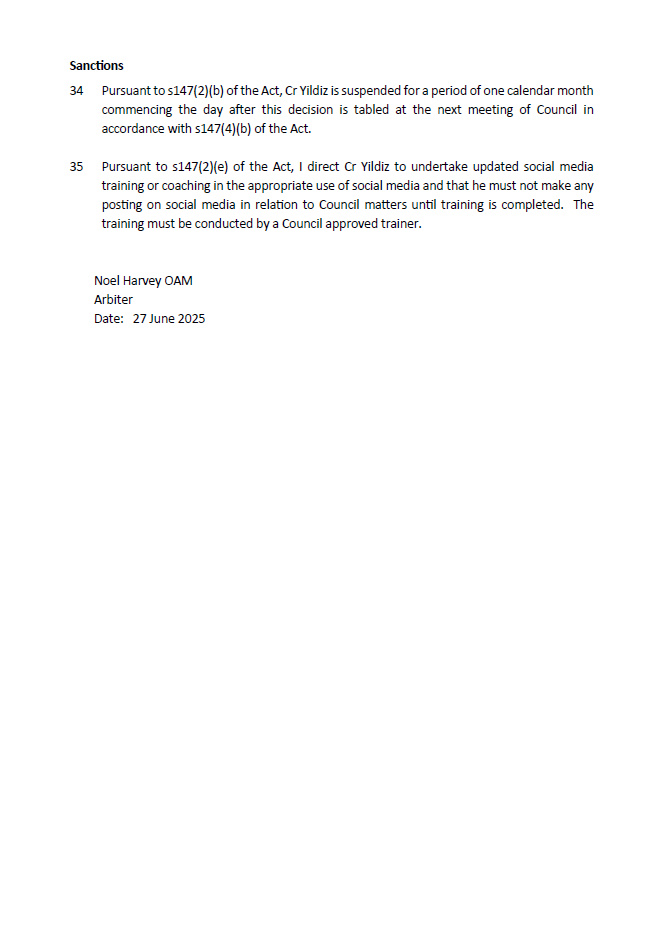 Sanctions
34 Pursuant to s147(2)(b) of the Act, Cr Yildiz is suspended for a period of one calendar month
commencing the day after this decision is tabled at the next meeting of Council in
accordance with s147(4)(b) of the Act.
35 Pursuant to s147(2)(e) of the Act, I direct Cr Yildiz to undertake updated social media
training or coaching in the appropriate use of social media and that he must not make any
posting on social media in relation to Council matters until training is completed. The
training must be conducted by a Council approved trainer.
Noel Harvey OAM
Arbiter
Date: 27 June 2025